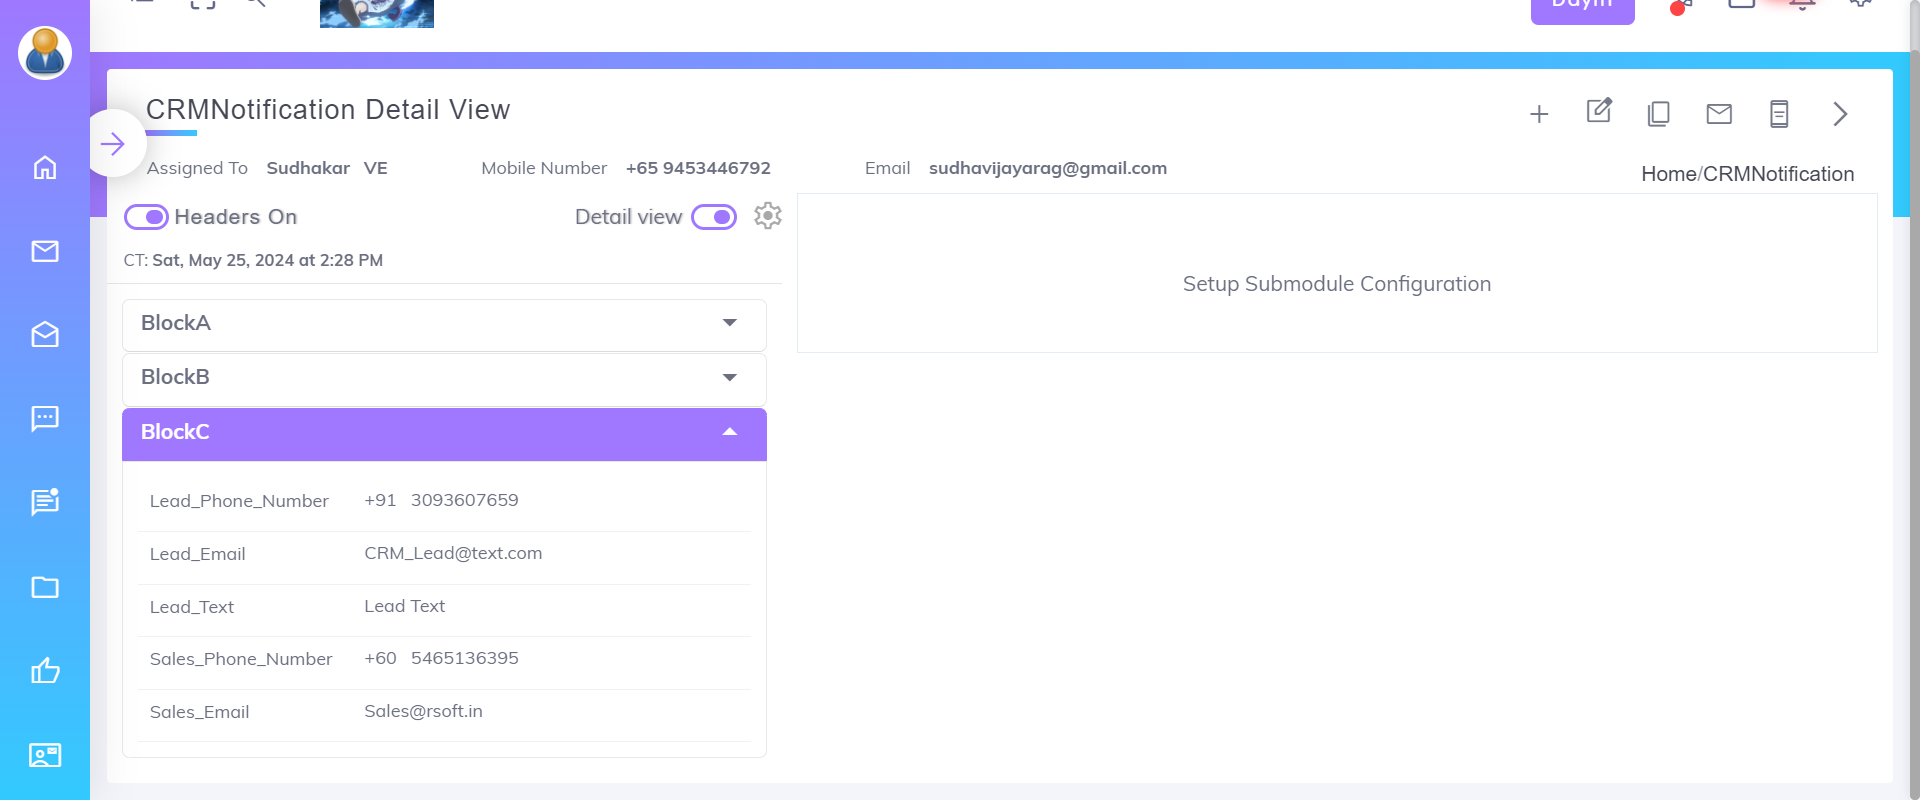 CRMNotification Detail View
Assigned To Sudhakar VE Mobile Number +65 9453446792 Email sudhavijayarag@gmail.com
Home/CRMNotification
Headers On Detail view
CT: Sat, May 25, 2024 at 2:28 PM
Setup Submodule Configuration
BlockA
BlockB
BlockC
Lead_Phone_Number +91 3093607659
Lead_Email CRM_Lead@text.com
Lead_Text Lead Text
Sales_Phone_Number +60 5465136395
Sales_Email Sales@rsoft.in